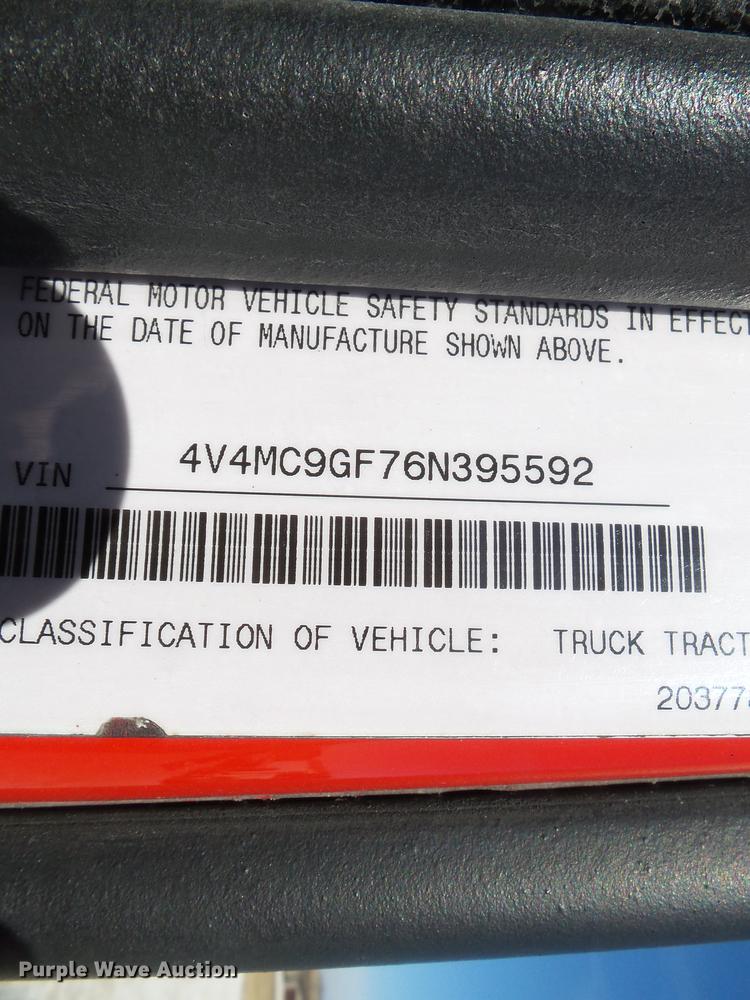 FEDERAL MOTOR VEHICLE SAFETY STANDARDS IN EFFECT
ON THE DATE OF MANUFACTURE SHOWN ABOVE.
VIN 4V4MC9GF76N395592
CLASSIFICATION OF VEHICLE: TRUCK TRACT
20377
Purple Wave Auction